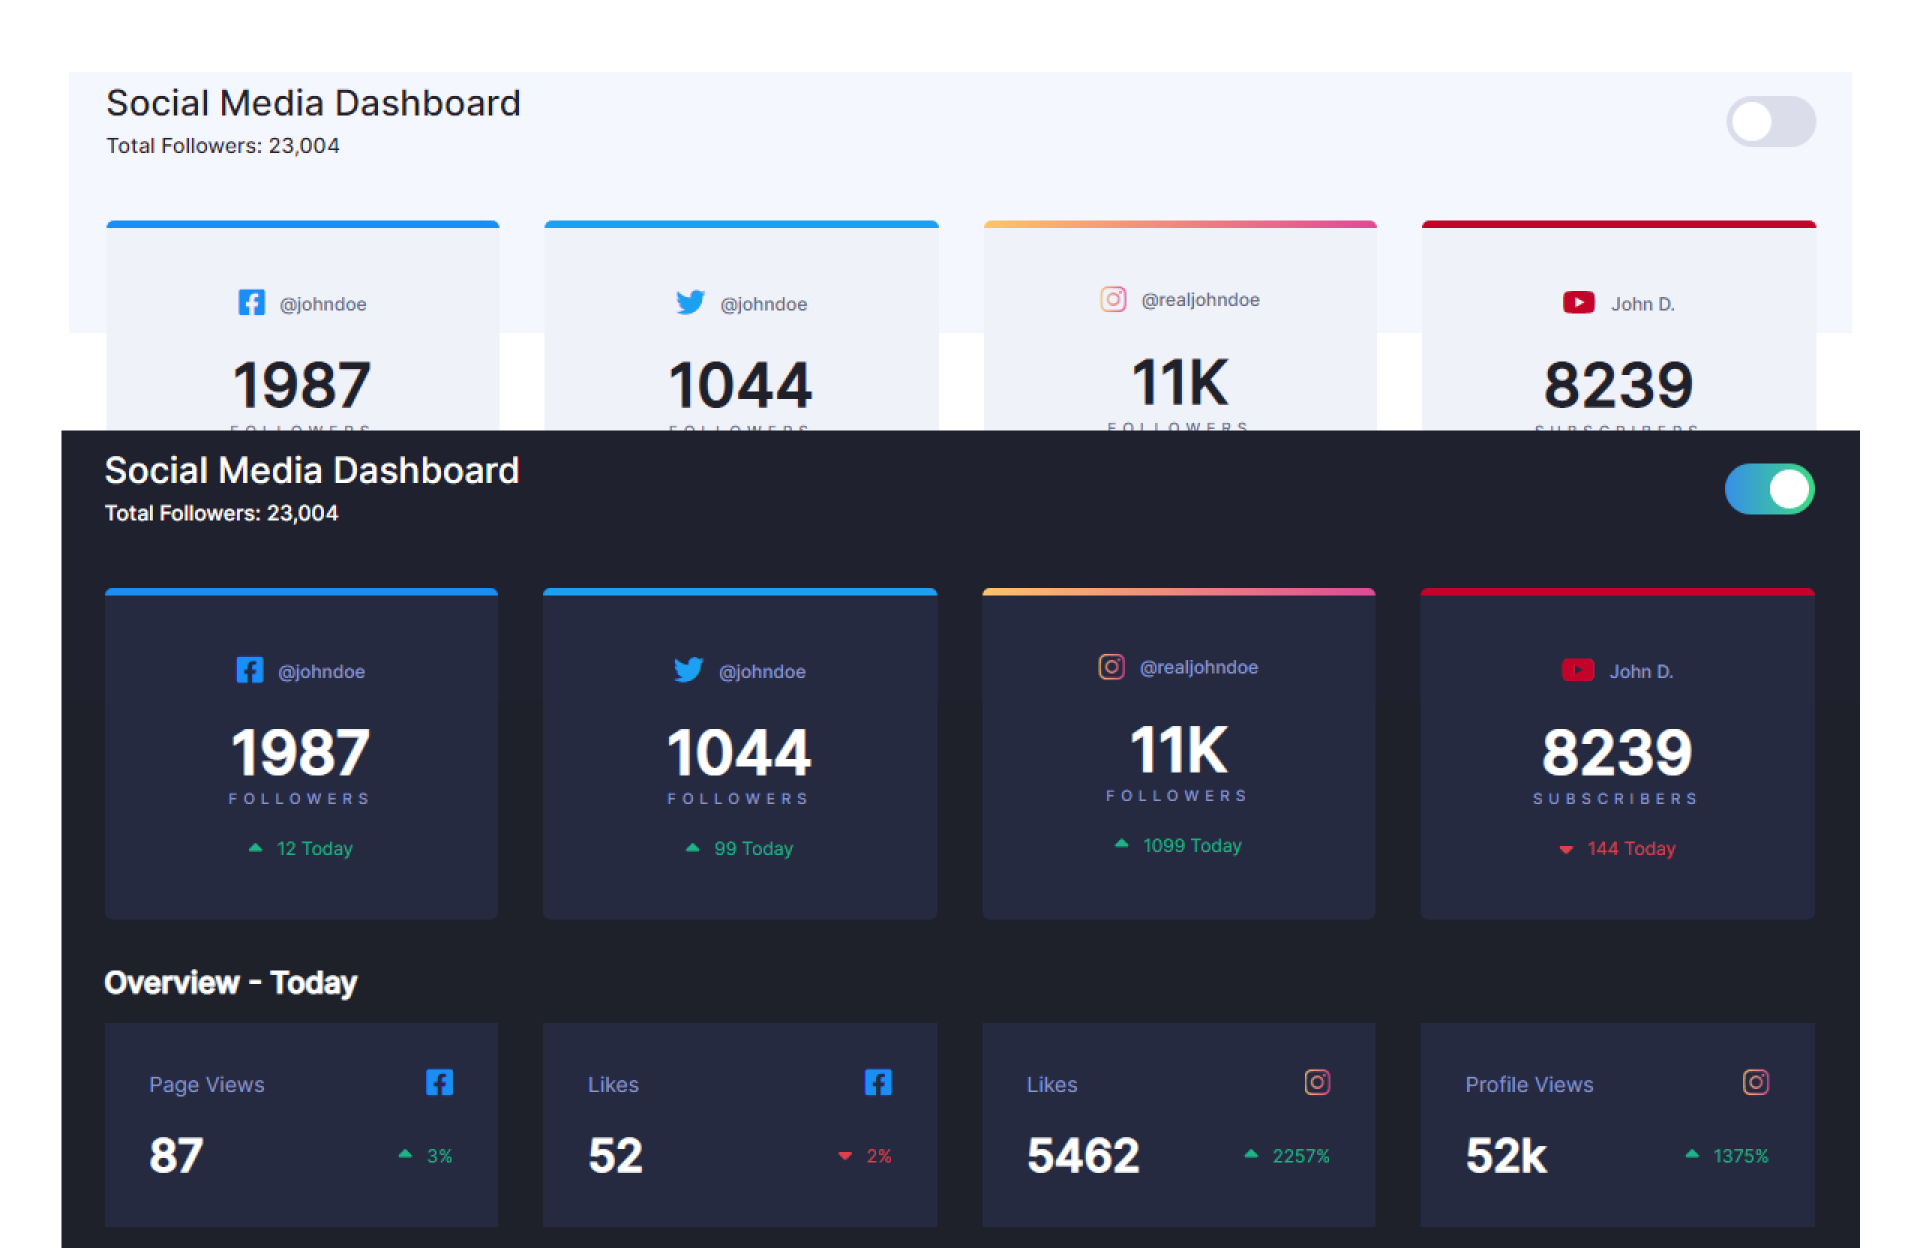 Social Media Dashboard
Total Followers: 23,004
@johndoe @johndoe @realjohndoe John D.
1987 1044 11K 8239
FOLLOWERS FOLLOWERS FOLLOWERS SUBSCRIBERS
Social Media Dashboard
Total Followers: 23,004
@johndoe @johndoe @realjohndoe John D.
1987 1044 11K 8239
FOLLOWERS FOLLOWERS FOLLOWERS SUBSCRIBERS
12 Today 99 Today 1099 Today 144 Today
Overview - Today
Page Views Likes Likes Profile Views
87 3% 52 2% 5462 2257% 52k 1375%